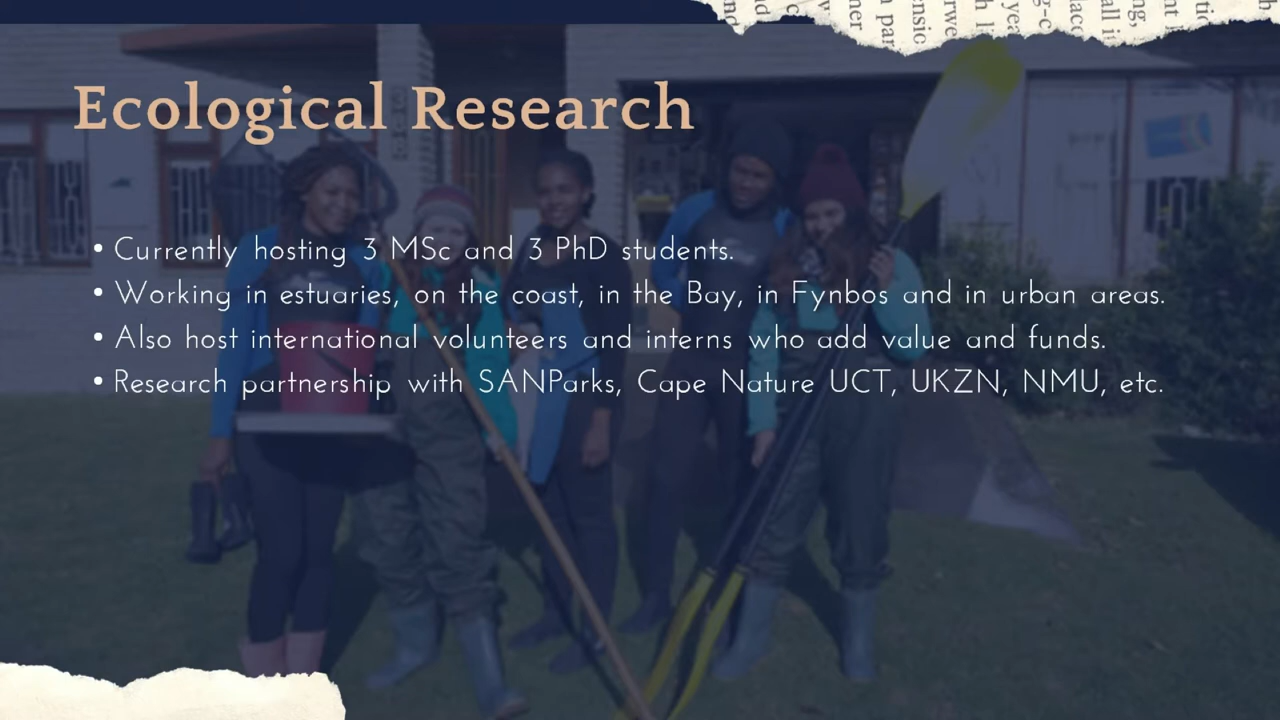 Ecological Research
• Currently hosting 3 MSc and 3 PhD students.
• Working in estuaries, on the coast, in the Bay, in Fynbos and in urban areas.
• Also host international volunteers and interns who add value and funds.
• Research partnership with SANParks, Cape Nature UCT, UKZN, NMU, etc.